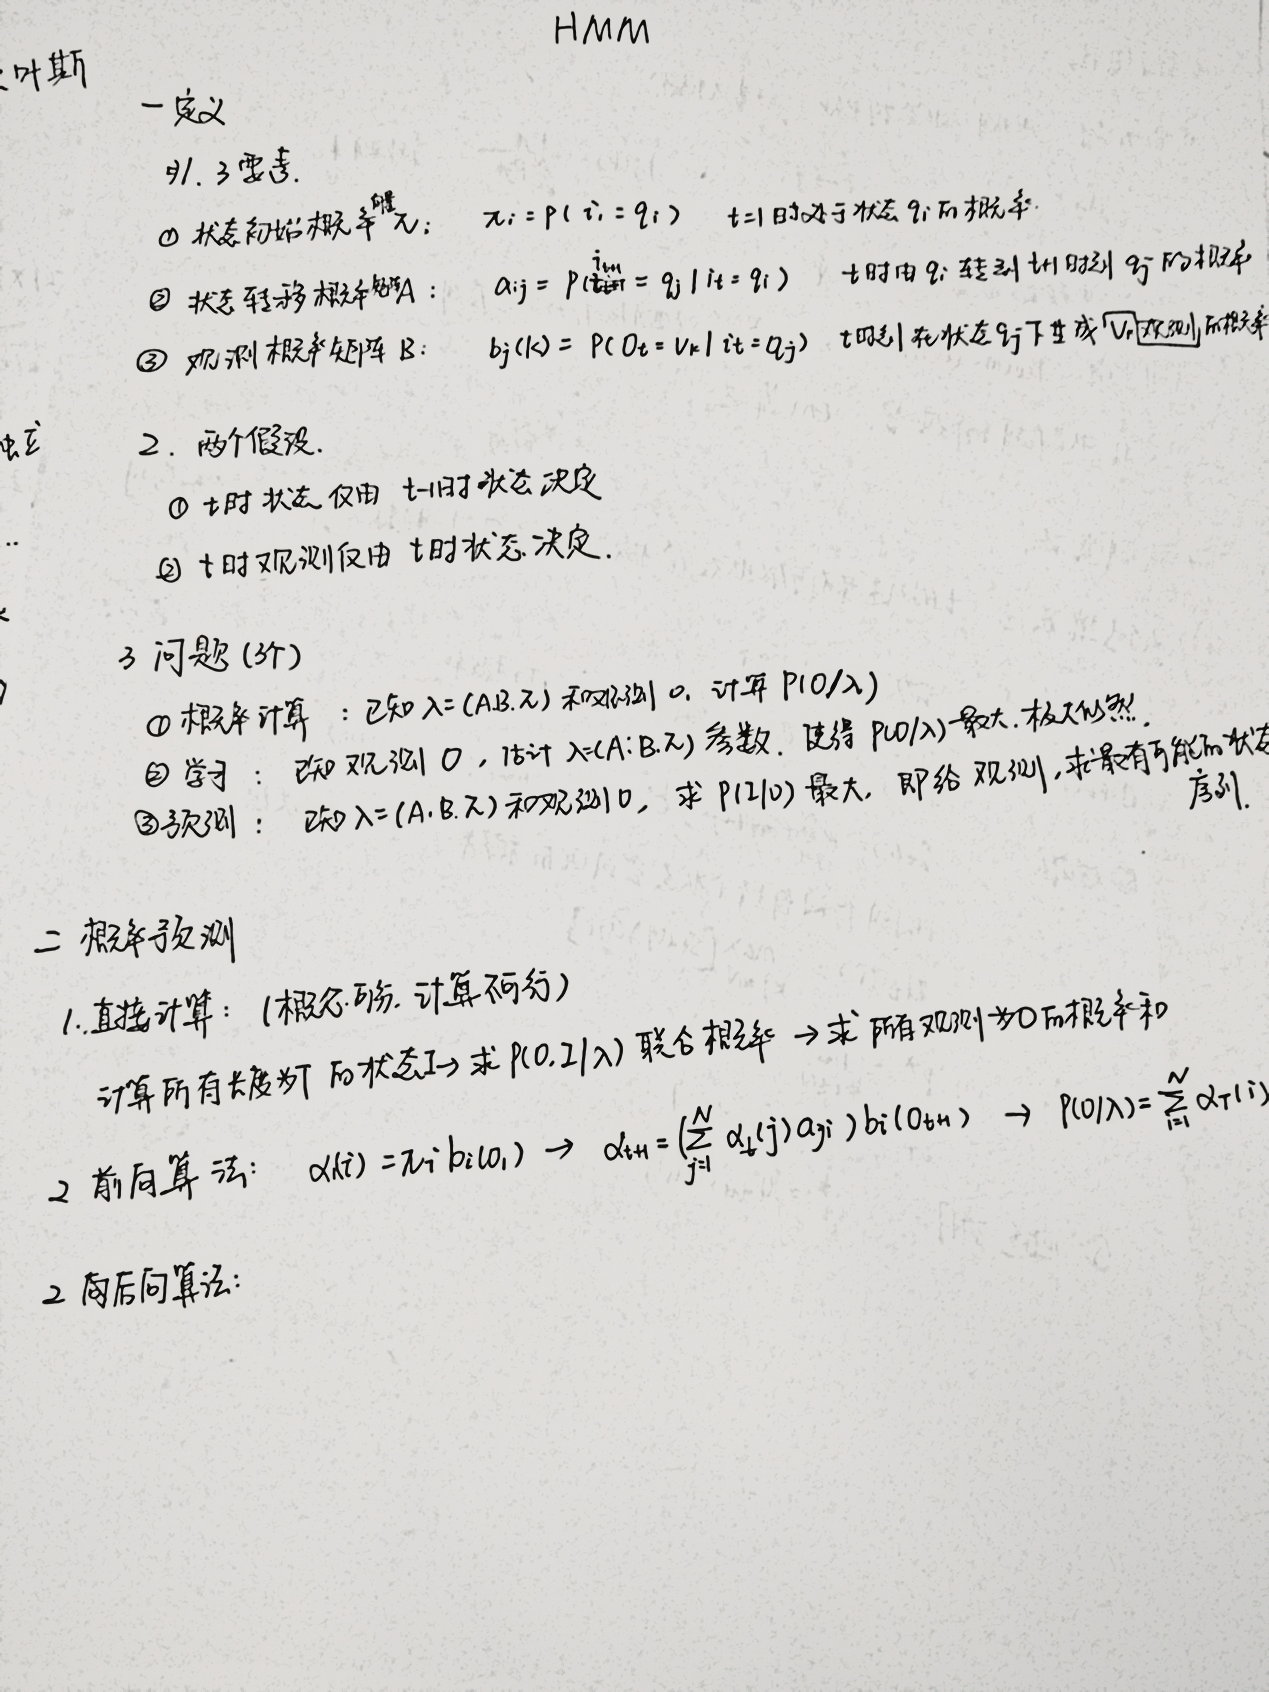 HMM
叶斯
一 定义
1. 3要素.
① 状态初始概率向量π: πi = P( i1 = qi ) t=1时处于状态qi的概率.
② 状态转移概率矩阵A: aij = P(it+1 = qj | it = qi ) t时由qi转到t+1时刻qj的概率
③ 观测概率矩阵B: bj(k) = P( Ot = Vk | it = qj ) t时刻在状态qj下生成Vk观测的概率
独立
2. 两个假设.
① t时状态仅由 t-1时状态决定
② t时观测仅由 t时状态决定.
3 问题(3个)
① 概率计算: 已知λ=(A.B.π)和观测O, 计算P(O/λ)
② 学习: 已知观测O, 估计λ=(A.B.π)参数. 使得P(O/λ)最大. 极大似然.
③ 预测: 已知λ=(A.B.π)和观测O, 求P(I|O)最大, 即给观测,求最有可能的状态
序列.
二 概率预测
1. 直接计算: (概念可分. 计算不可行)
计算所有长度为T的状态I→求P(O,I|λ)联合概率→求所有观测为O的概率和
2 前向算法: α1(i) = πi bi(o1) → αt+1 = (∑_{j=1}^{N} αt(j) aji ) bi(Ot+1) → P(O/λ) = ∑_{i=1}^{N} αT(i)
2 后向算法: